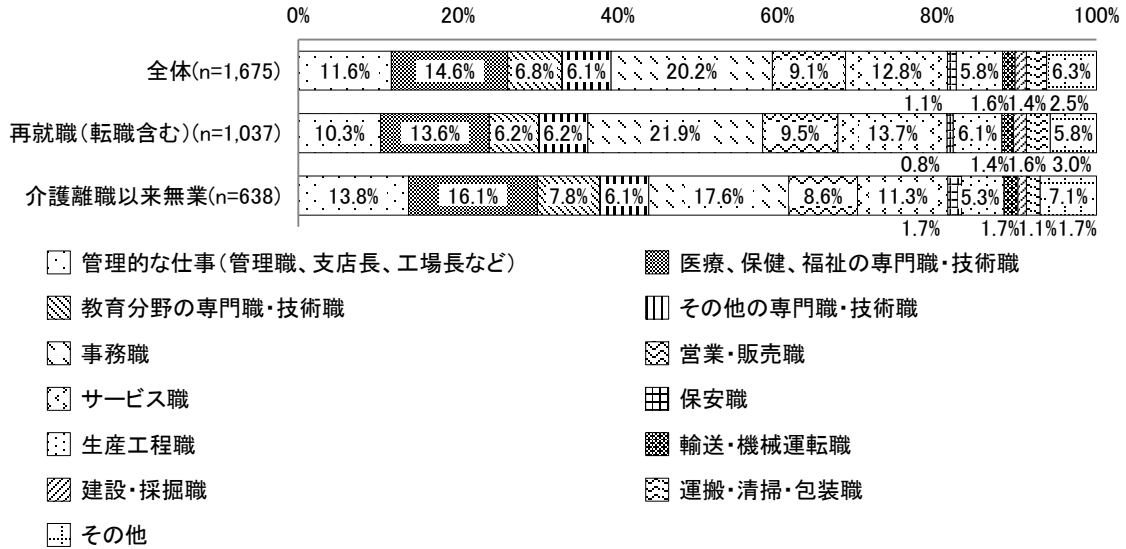 0% 20% 40% 60% 80% 100%
全体(n=1,675) 11.6% 14.6% 6.8% 6.1% 20.2% 9.1% 12.8% 5.8% 6.3%
1.1% 1.6% 1.4% 2.5%
再就職(転職含む)(n=1,037) 10.3% 13.6% 6.2% 6.2% 21.9% 9.5% 13.7% 6.1% 5.8%
0.8% 1.4% 1.6% 3.0%
介護離職以来無業(n=638) 13.8% 16.1% 7.8% 6.1% 17.6% 8.6% 11.3% 5.3% 7.1%
1.7% 1.7% 1.1% 1.7%
管理的な仕事(管理職、支店長、工場長など) 医療、保健、福祉の専門職・技術職
教育分野の専門職・技術職 その他の専門職・技術職
事務職 営業・販売職
サービス職 保安職
生産工程職 輸送・機械運転職
建設・採掘職 運搬・清掃・包装職
その他